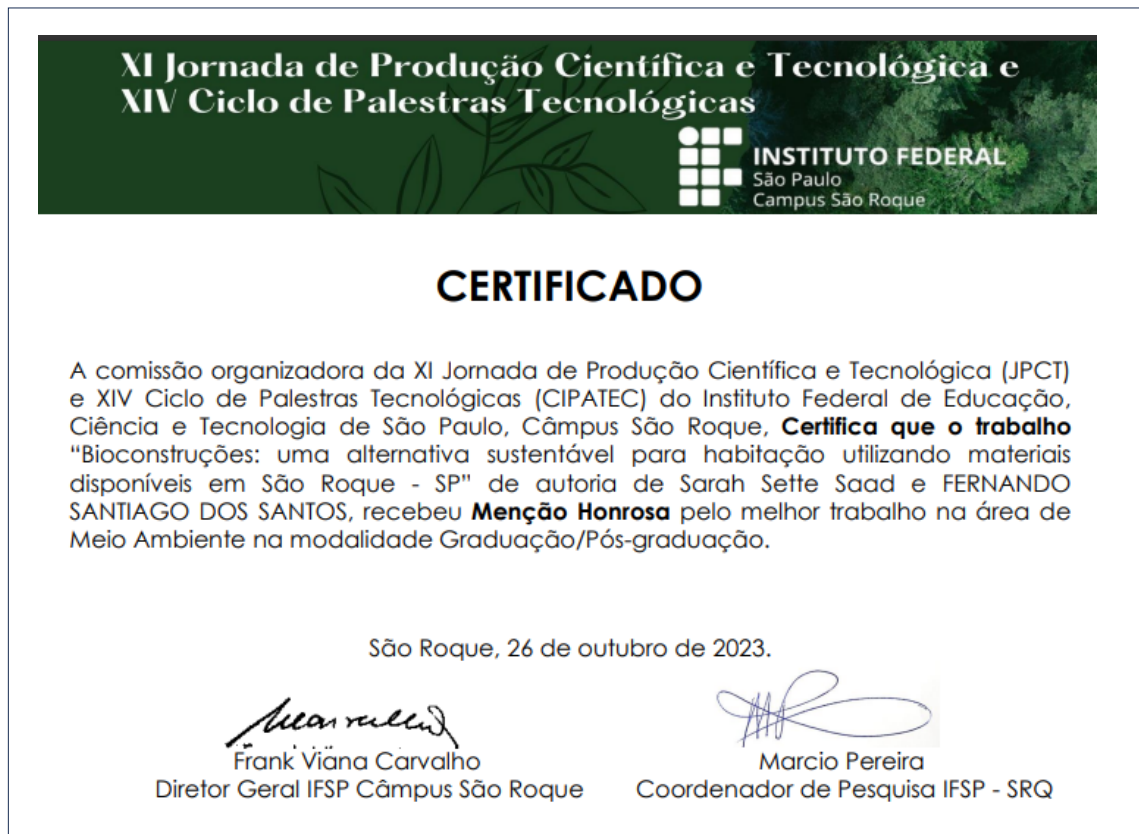 XI Jornada de Produção Científica e Tecnológica e
XIV Ciclo de Palestras Tecnológicas
INSTITUTO FEDERAL
São Paulo
Campus São Roque
CERTIFICADO
A comissão organizadora da XI Jornada de Produção Científica e Tecnológica (JPCT)
e XIV Ciclo de Palestras Tecnológicas (CIPATEC) do Instituto Federal de Educação,
Ciência e Tecnologia de São Paulo, Câmpus São Roque, Certifica que o trabalho
“Bioconstruções: uma alternativa sustentável para habitação utilizando materiais
disponíveis em São Roque - SP” de autoria de Sarah Sette Saad e FERNANDO
SANTIAGO DOS SANTOS, recebeu Menção Honrosa pelo melhor trabalho na área de
Meio Ambiente na modalidade Graduação/Pós-graduação.
São Roque, 26 de outubro de 2023.
Frank Viana Carvalho
Diretor Geral IFSP Câmpus São Roque
Marcio Pereira
Coordenador de Pesquisa IFSP - SRQ